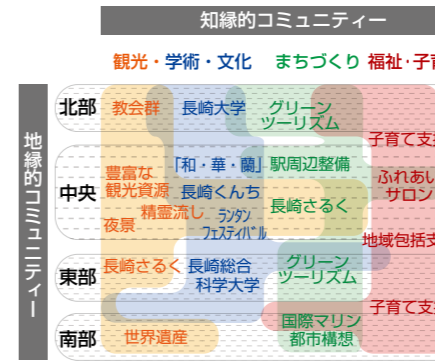 知縁的コミュニティー
観光・学術・文化 まちづくり 福祉・子育
地縁的コミュニティー
北部 教会群 長崎大学 グリーン
ツーリズム
子育て支援
中央 豊富な
観光資源
「和・華・蘭」 駅周辺整備
ふれあい
サロン
長崎くんち 長崎さるく
精霊流し ランタン
フェスティバル
夜景
地域包括支
東部 長崎さるく 長崎総合
科学大学
グリーン
ツーリズム
子育て支援
南部 世界遺産 国際マリン
都市構想